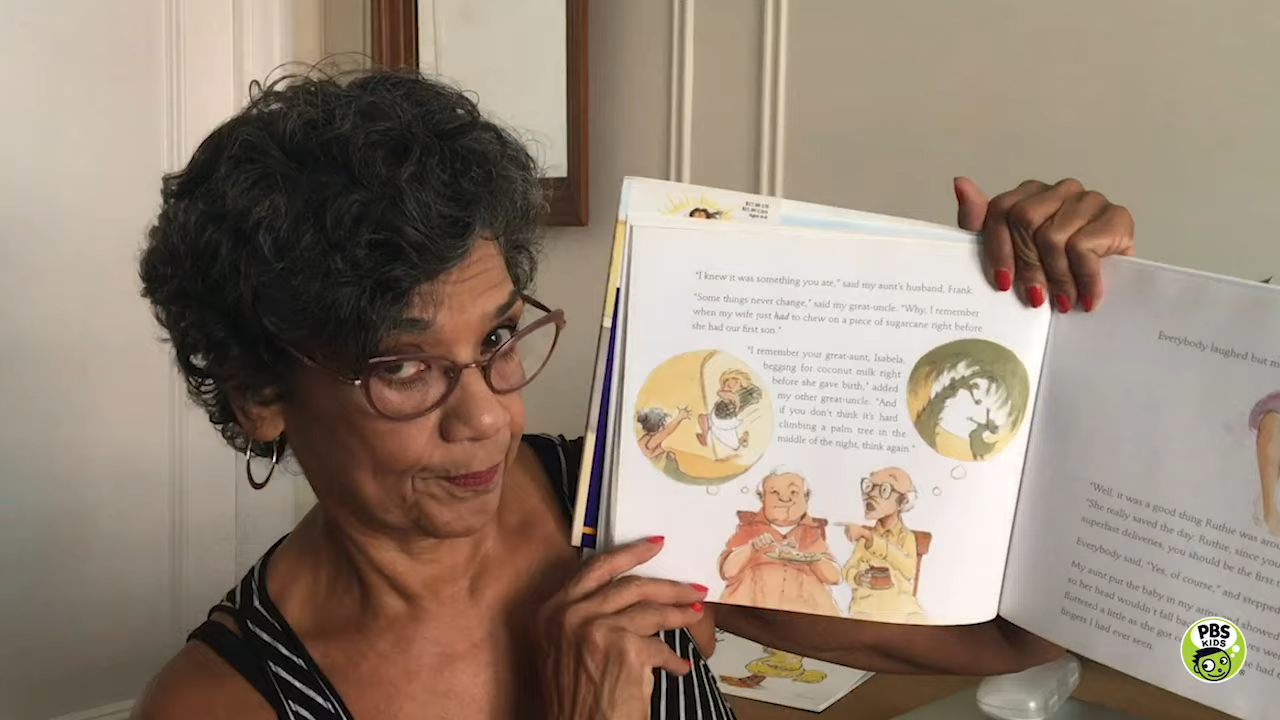 "I knew it was something you ate," said my aunt's husband, Frank.
"Some things never change," said my great-uncle. "Why, I remember
when my wife just had to chew on a piece of sugarcane right before
she had our first son."
"I remember your great-aunt, Isabela,
begging for coconut milk right
before she gave birth," added
my other great-uncle. "And
if you don't think it's hard
climbing a palm tree in the
middle of the night, think again."
Everybody laughed but
"Well, it was a good thing Ruthie was
"She really saved the day. Ruthie, since you
superfast deliveries, you should be the first
Everybody said, "Yes, of course," and stepped
My aunt put the baby in my arms and showed
so her head wouldn't fall
fluttered a little as she got
fingers I had ever seen.
PBS
KIDS